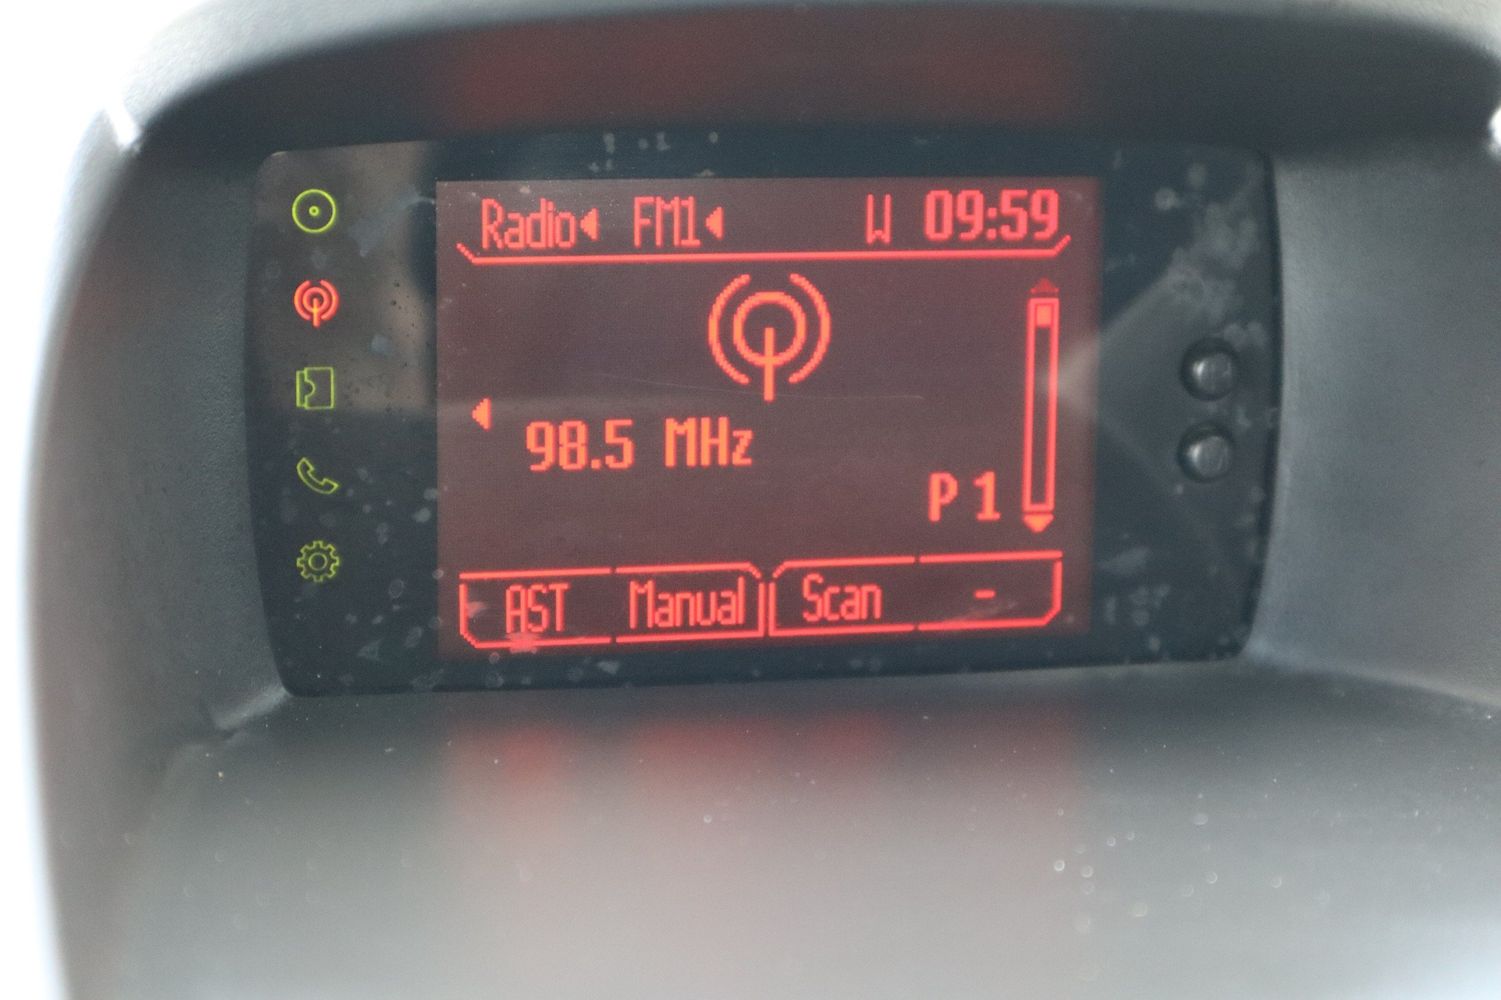 Radio FM1 W 09:59
98.5 MHz
P 1
AST Manual Scan -